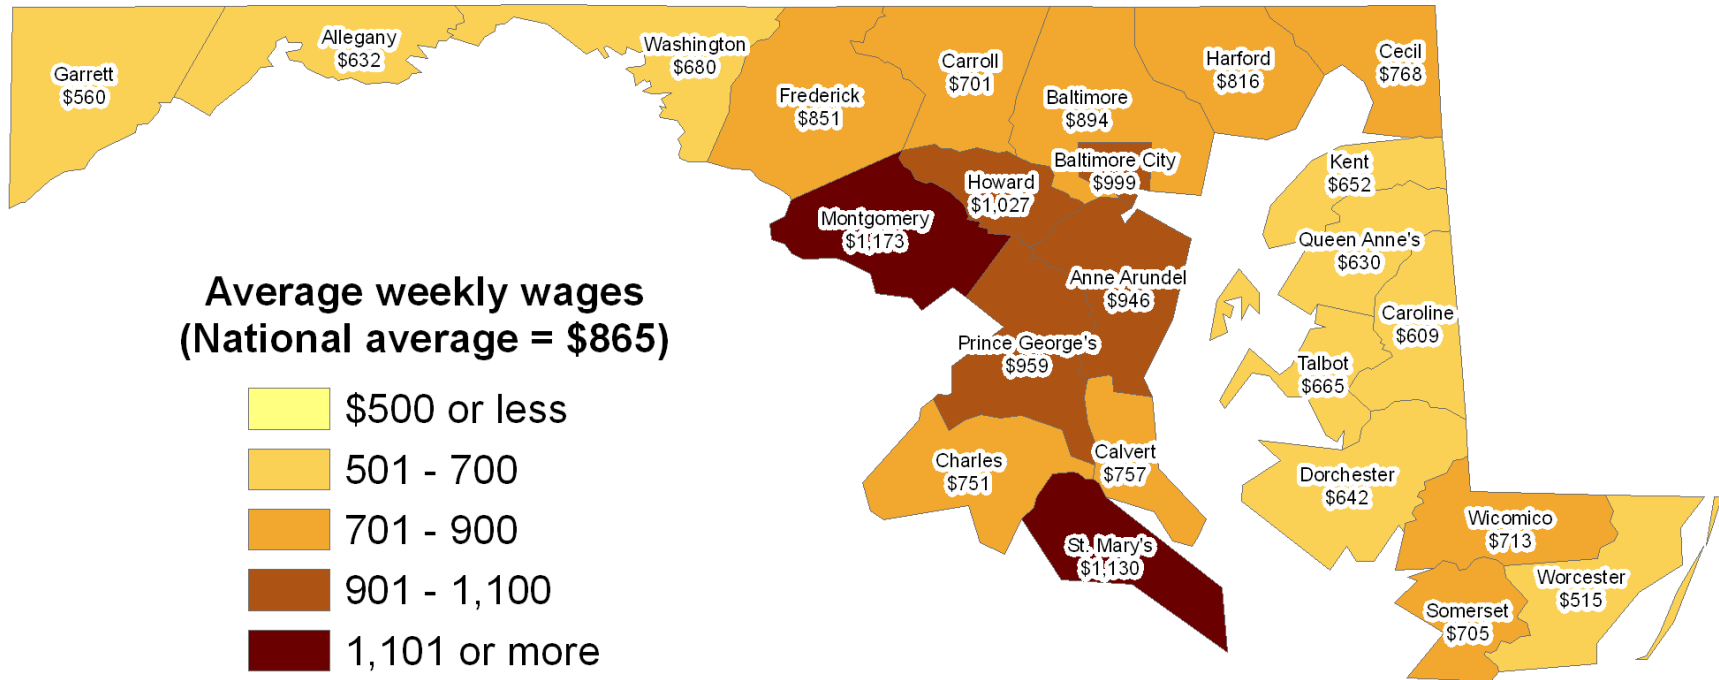 Garrett
$560
Allegany
$632
Washington
$680
Frederick
$851
Carroll
$701
Baltimore
$894
Harford
$816
Cecil
$768
Baltimore City
$999
Howard
$1,027
Montgomery
$1,173
Kent
$652
Queen Anne's
$630
Anne Arundel
$946
Caroline
$609
Prince George's
$959
Talbot
$665
Charles
$751
Calvert
$757
Dorchester
$642
St. Mary's
$1,130
Wicomico
$713
Worcester
$515
Somerset
$705
Average weekly wages
(National average = $865)
$500 or less
501 - 700
701 - 900
901 - 1,100
1,101 or more